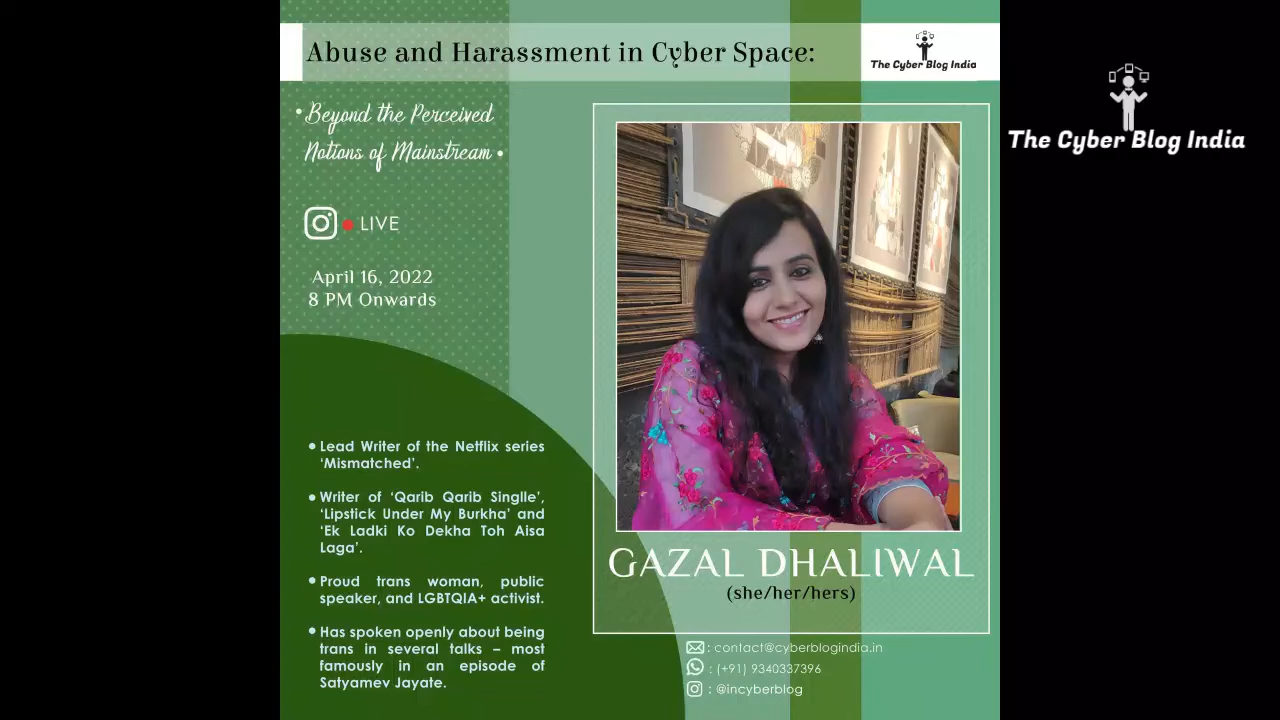 Abuse and Harassment in Cyber Space:
The Cyber Blog India
The Cyber Blog India
• Beyond the Perceived
Notions of Mainstream •
LIVE
April 16, 2022
8 PM Onwards
• Lead Writer of the Netflix series
‘Mismatched’.
• Writer of ‘Qarib Qarib Singlle’,
‘Lipstick Under My Burkha’ and
‘Ek Ladki Ko Dekha Toh Aisa
Laga’.
• Proud trans woman, public
speaker, and LGBTQIA+ activist.
• Has spoken openly about being
trans in several talks – most
famously in an episode of
Satyamev Jayate.
GAZAL DHALIWAL
(she/her/hers)
: contact@cyberblogindia.in
: (+91) 9340337396
: @incyberblog